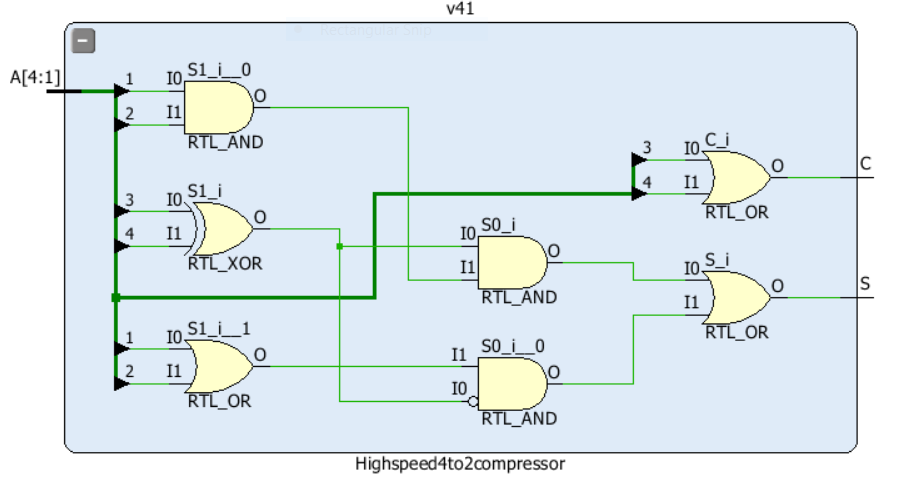 v41
Rectangular Snip
A[4:1]
1 I0 S1_i__0 O
2 I1
RTL_AND
3 I0 S1_i O
4 I1
RTL_XOR
1 I0 S1_i__1 O
2 I1
RTL_OR
I0 S0_i O
I1
RTL_AND
I1 S0_i__0 O
I0
RTL_AND
3 I0 C_i O C
4 I1
RTL_OR
I0 S_i O S
I1
RTL_OR
Highspeed4to2compressor